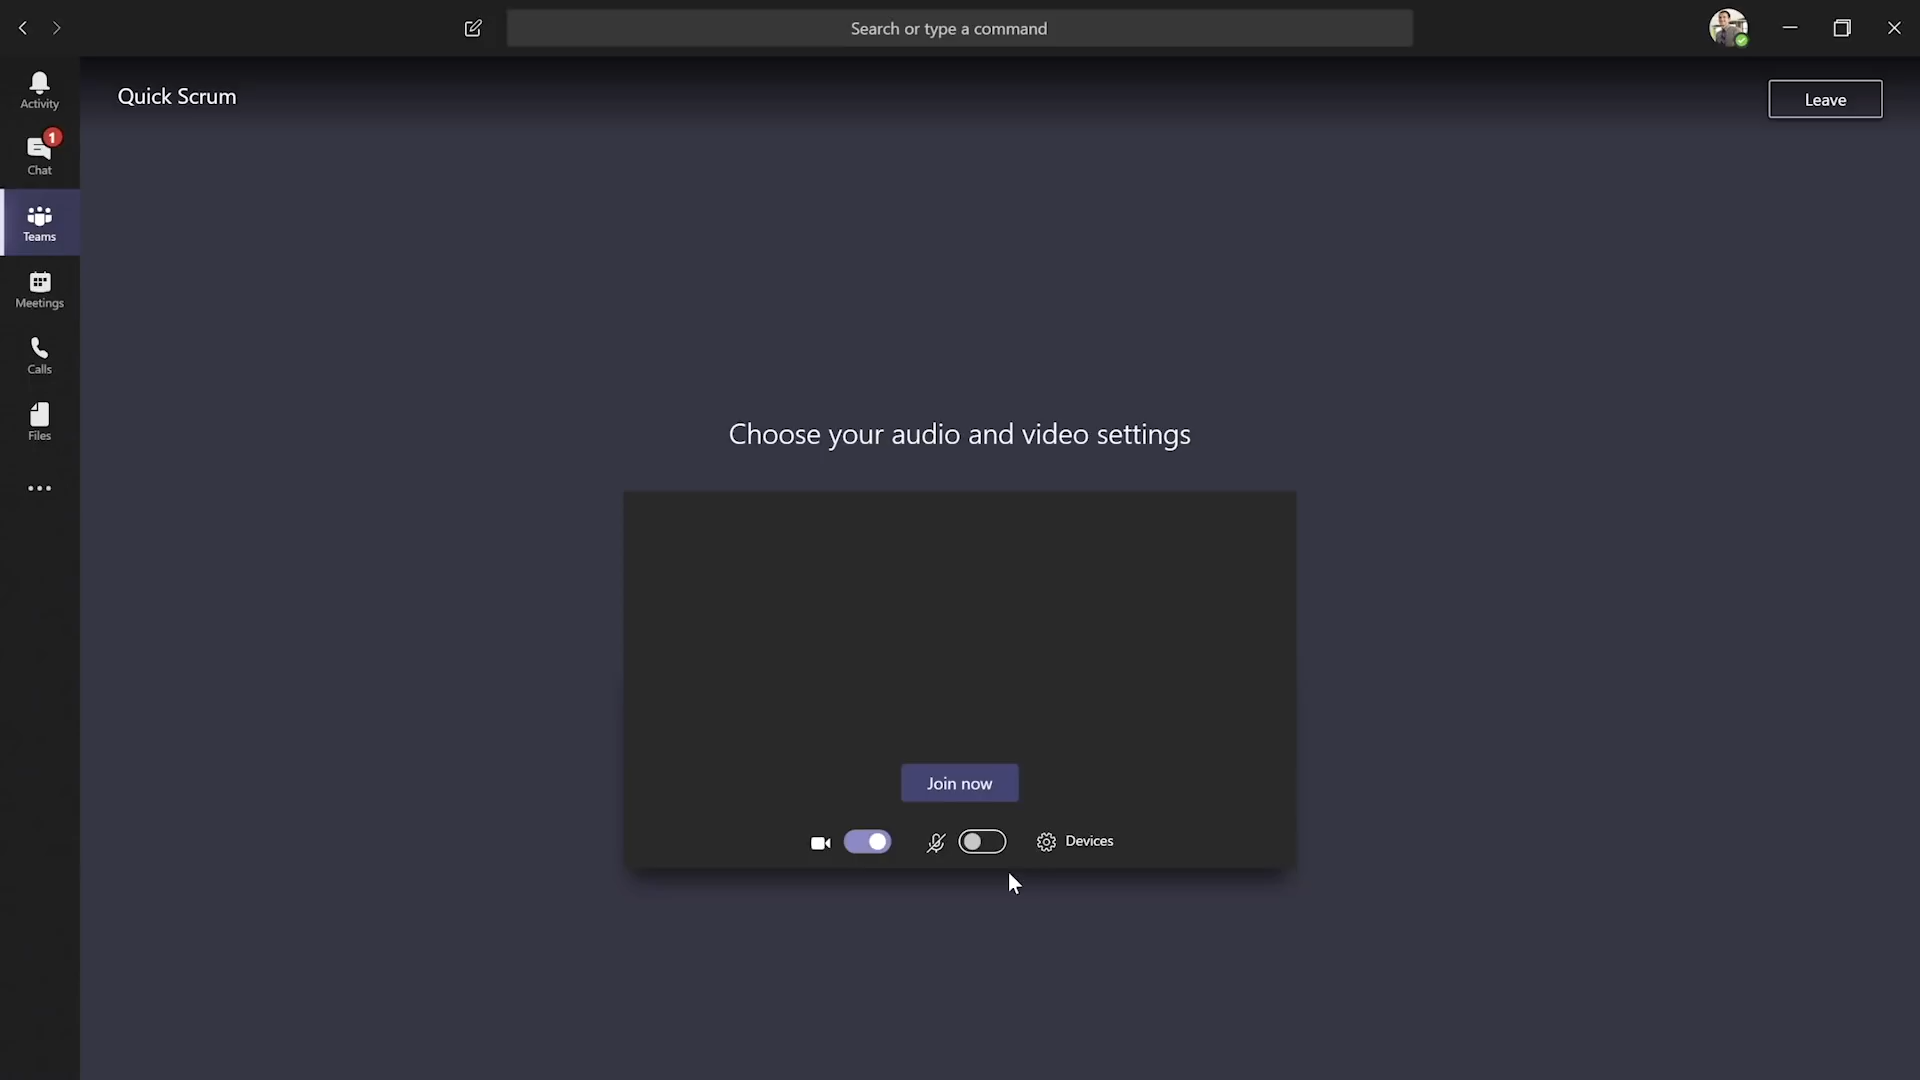 Search or type a command
Activity
1
Chat
Teams
Meetings
Calls
Files
Quick Scrum
Leave
Choose your audio and video settings
Join now
Devices